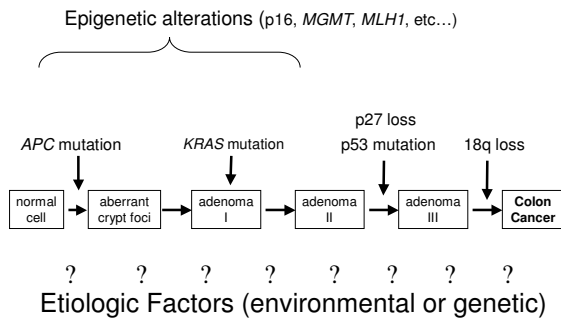 Epigenetic alterations (p16, MGMT, MLH1, etc…)
p27 loss
APC mutation
KRAS mutation
p53 mutation
18q loss
normal
cell
aberrant
crypt foci
adenoma
I
adenoma
II
adenoma
III
Colon
Cancer
? ? ? ? ? ? ?
Etiologic Factors (environmental or genetic)